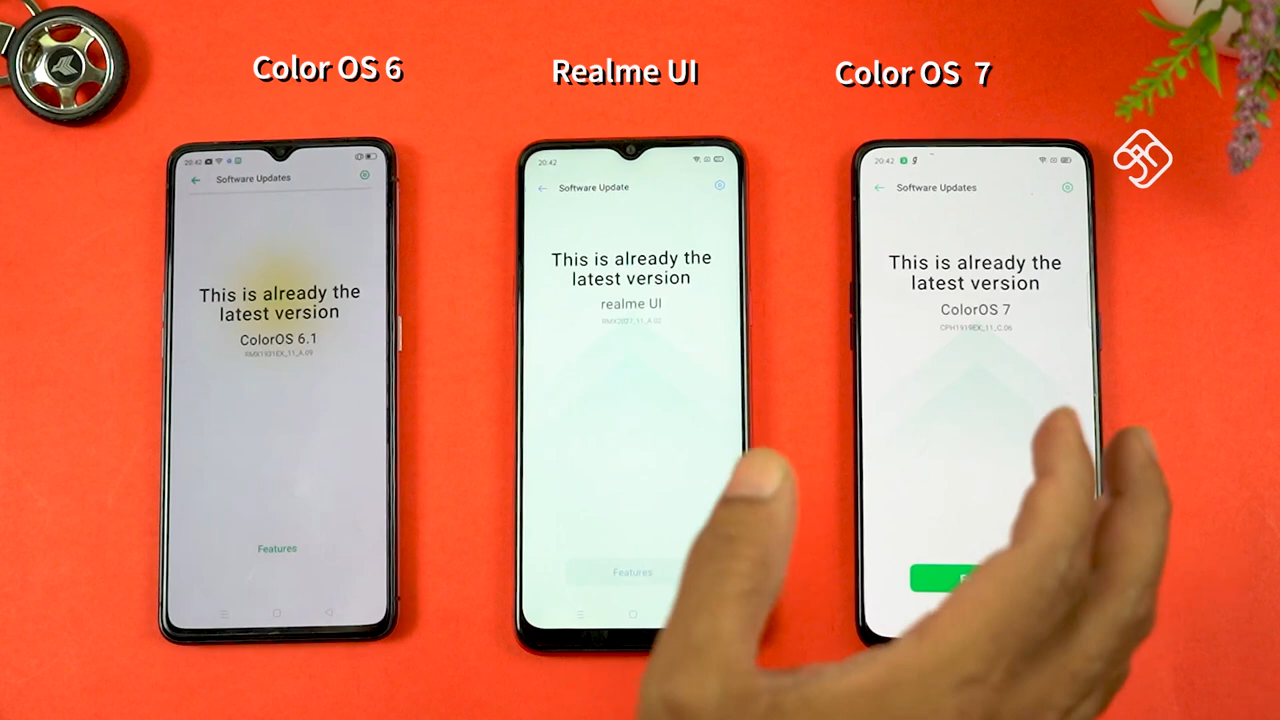 Color OS 6
Realme UI
Color OS 7
20:42
Software Updates
This is already the
latest version
ColorOS 6.1
RMX1931EX_11_A.09
Features
20:42
Software Update
This is already the
latest version
realme UI
RMX2027_11_A.02
Features
20:42
Software Updates
This is already the
latest version
ColorOS 7
CPH1919EX_11_C.06